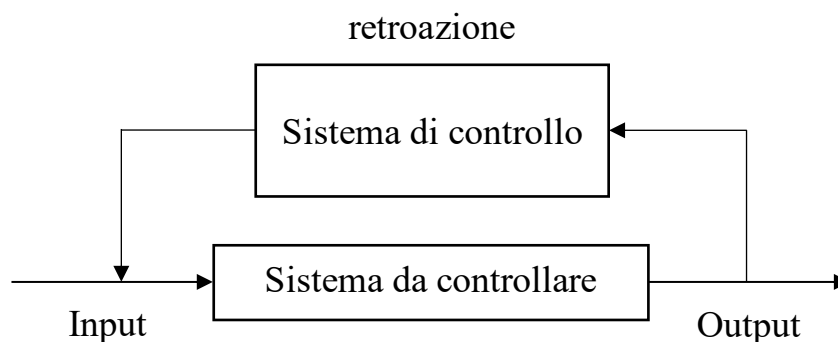 retroazione
Sistema di controllo
Sistema da controllare
Input
Output